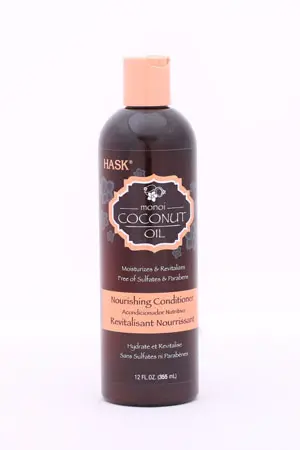 HASK®
monoi
COCONUT
OIL
Moisturizes & Revitalizes
Free of Sulfates & Parabens
Nourishing Conditioner
Acondicionador Nutritivo
Revitalisant Nourrissant
Hydrate et Revitalise
Sans Sulfates ni Parabènes
12 FL. OZ. (355 mL)